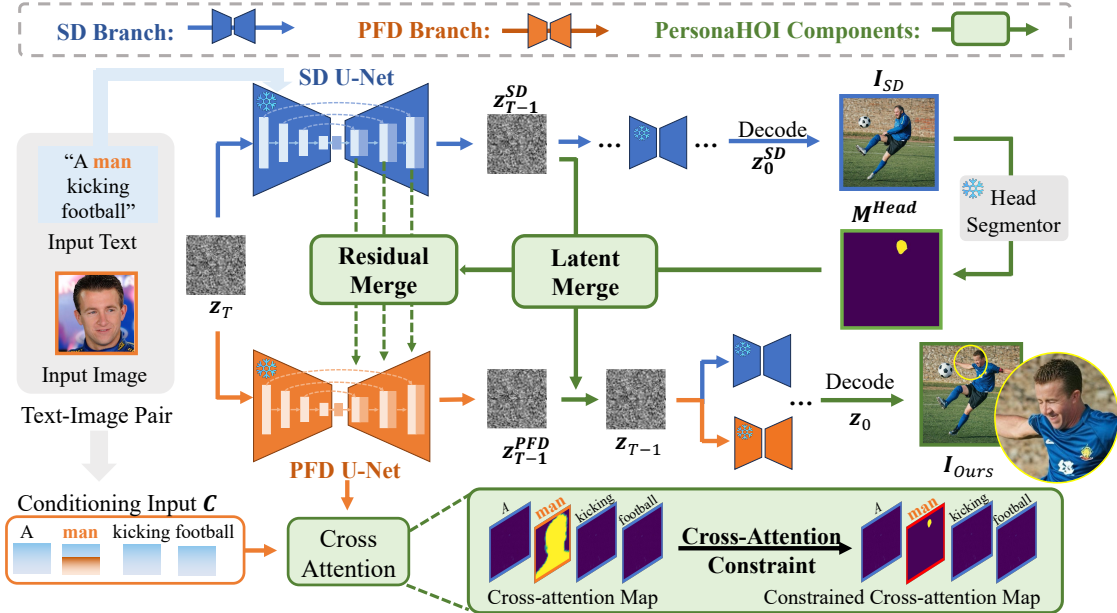 SD Branch:
PFD Branch:
PersonaHOI Components:
SD U-Net
"A man
kicking
football"
Input Text
Input Image
Text-Image Pair
z_T
z_{T-1}^{SD}
...
...
Decode
z_0^{SD}
I_{SD}
M^{Head}
Head
Segmentor
Residual
Merge
Latent
Merge
PFD U-Net
z_{T-1}^{PFD}
z_{T-1}
...
Decode
z_0
I_{Ours}
Conditioning Input C
A man kicking football
Cross
Attention
A man kicking football
Cross-attention Map
Cross-Attention
Constraint
A man kicking football
Constrained Cross-attention Map